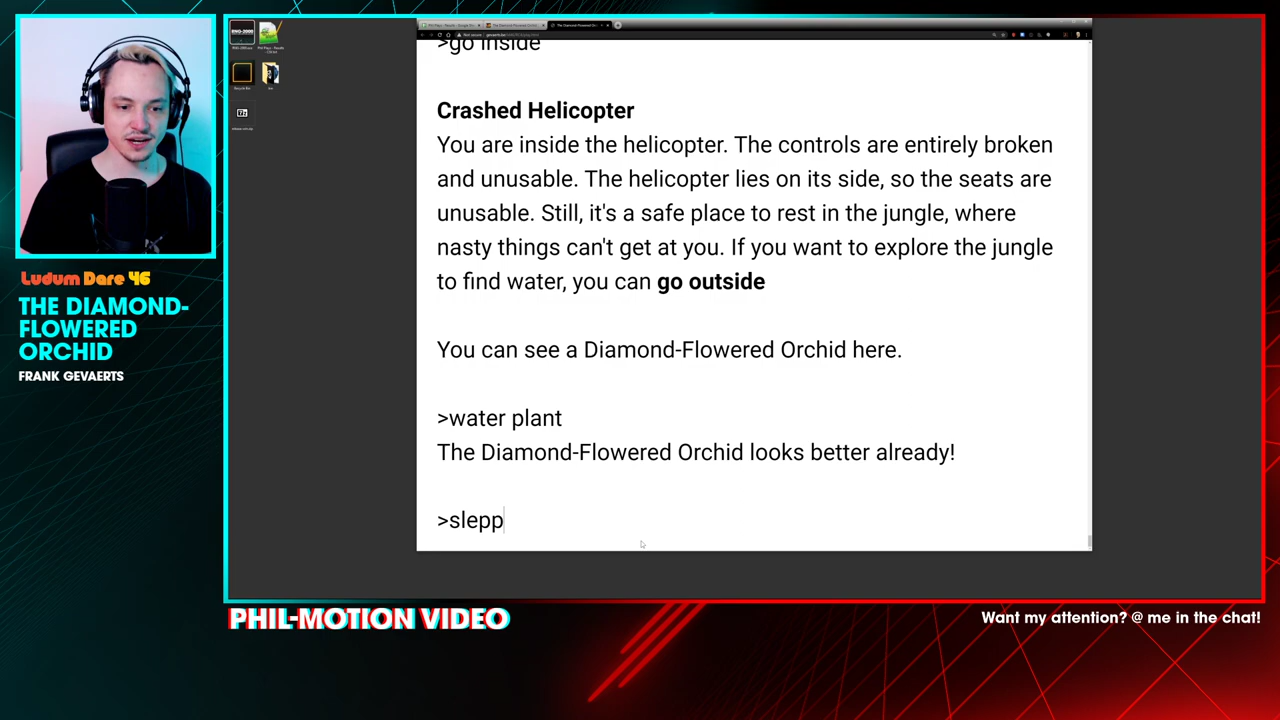 Ludum Dare 46
THE DIAMOND-
FLOWERED
ORCHID
FRANK GEVAERTS
>go inside
Crashed Helicopter
You are inside the helicopter. The controls are entirely broken
and unusable. The helicopter lies on its side, so the seats are
unusable. Still, it's a safe place to rest in the jungle, where
nasty things can't get at you. If you want to explore the jungle
to find water, you can go outside
You can see a Diamond-Flowered Orchid here.
>water plant
The Diamond-Flowered Orchid looks better already!
>slepp
PHIL-MOTION VIDEO
Want my attention? @ me in the chat!